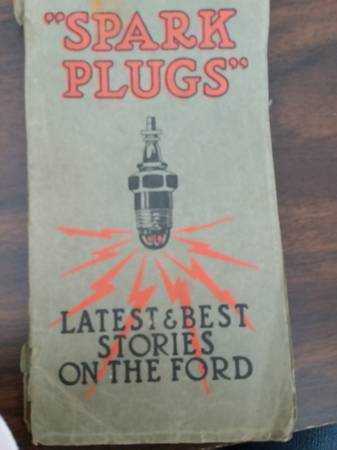 "SPARK
PLUGS"
LATEST & BEST
STORIES
ON THE FORD